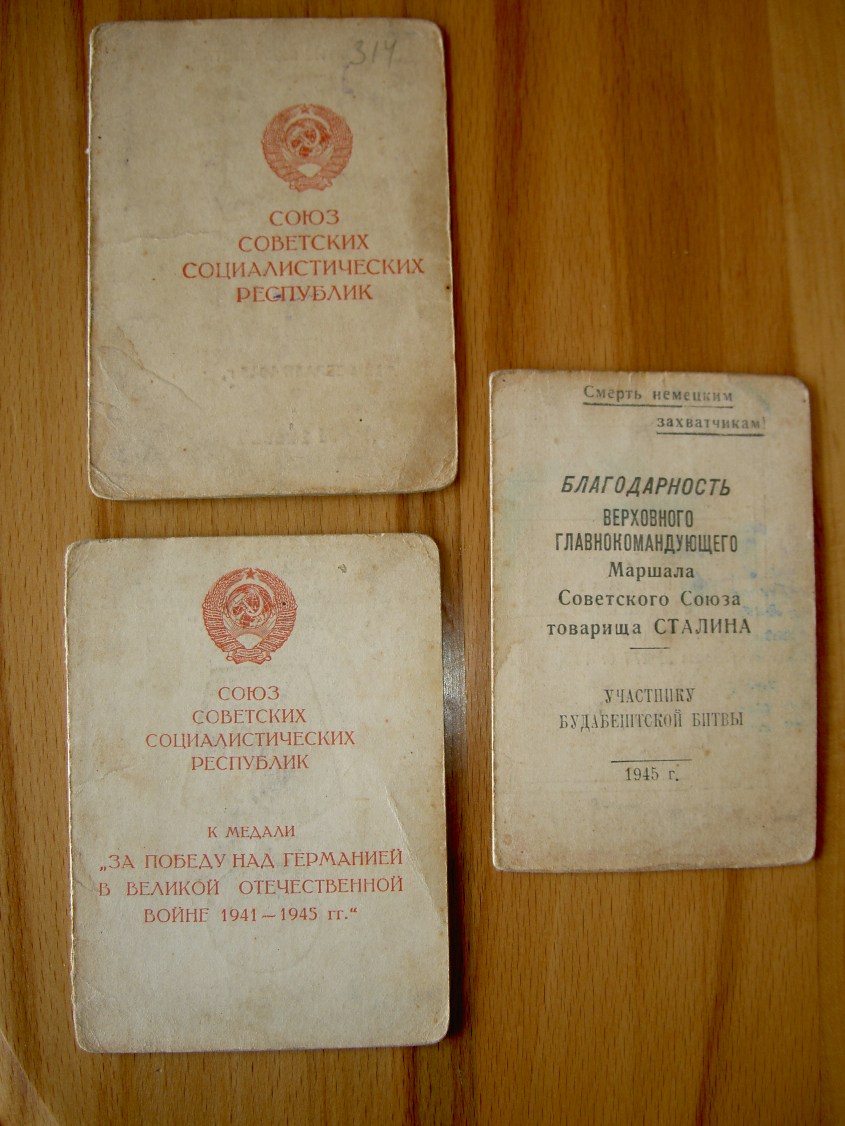 314
СОЮЗ
СОВЕТСКИХ
СОЦИАЛИСТИЧЕСКИХ
РЕСПУБЛИК
СОЮЗ
СОВЕТСКИХ
СОЦИАЛИСТИЧЕСКИХ
РЕСПУБЛИК
К МЕДАЛИ
„ЗА ПОБЕДУ НАД ГЕРМАНИЕЙ
В ВЕЛИКОЙ ОТЕЧЕСТВЕННОЙ
ВОЙНЕ 1941—1945 гг.“
Смерть немецким
захватчикам!
БЛАГОДАРНОСТЬ
ВЕРХОВНОГО
ГЛАВНОКОМАНДУЮЩЕГО
Маршала
Советского Союза
товарища СТАЛИНА
УЧАСТНИКУ
БУДАПЕШТСКОЙ БИТВЫ
1945 г.